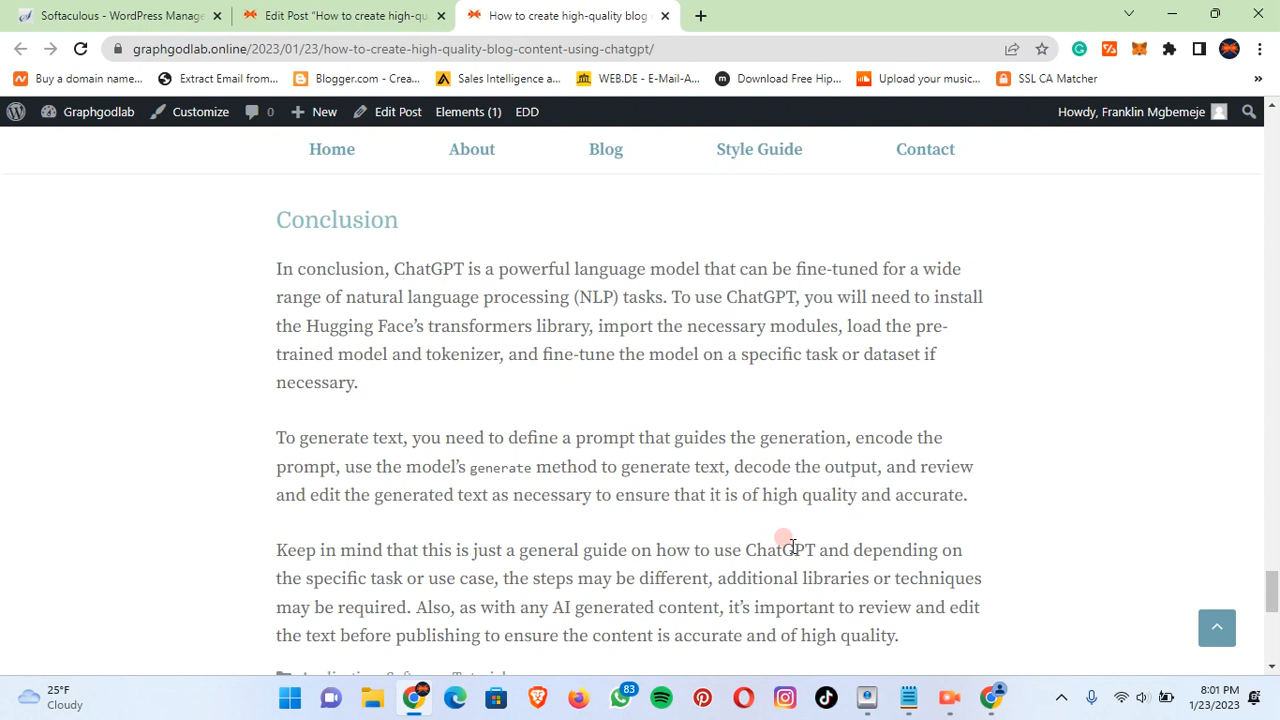 Softaculous - WordPress Manage
Edit Post "How to create high-qu
How to create high-quality blog
graphgodlab.online/2023/01/23/how-to-create-high-quality-blog-content-using-chatgpt/
Buy a domain name...
Extract Email from...
Blogger.com - Crea...
Sales Intelligence a...
WEB.DE - E-Mail-A...
Download Free Hip...
Upload your music...
SSL CA Matcher
Graphgodlab
Customize
0
New
Edit Post
Elements (1)
EDD
Howdy, Franklin Mgbemeje
Home
About
Blog
Style Guide
Contact
Conclusion
In conclusion, ChatGPT is a powerful language model that can be fine-tuned for a wide
range of natural language processing (NLP) tasks. To use ChatGPT, you will need to install
the Hugging Face's transformers library, import the necessary modules, load the pre-
trained model and tokenizer, and fine-tune the model on a specific task or dataset if
necessary.
To generate text, you need to define a prompt that guides the generation, encode the
prompt, use the model's generate method to generate text, decode the output, and review
and edit the generated text as necessary to ensure that it is of high quality and accurate.
Keep in mind that this is just a general guide on how to use ChatGPT and depending on
the specific task or use case, the steps may be different, additional libraries or techniques
may be required. Also, as with any AI generated content, it's important to review and edit
the text before publishing to ensure the content is accurate and of high quality.
25°F
Cloudy
83
8:01 PM
1/23/2023